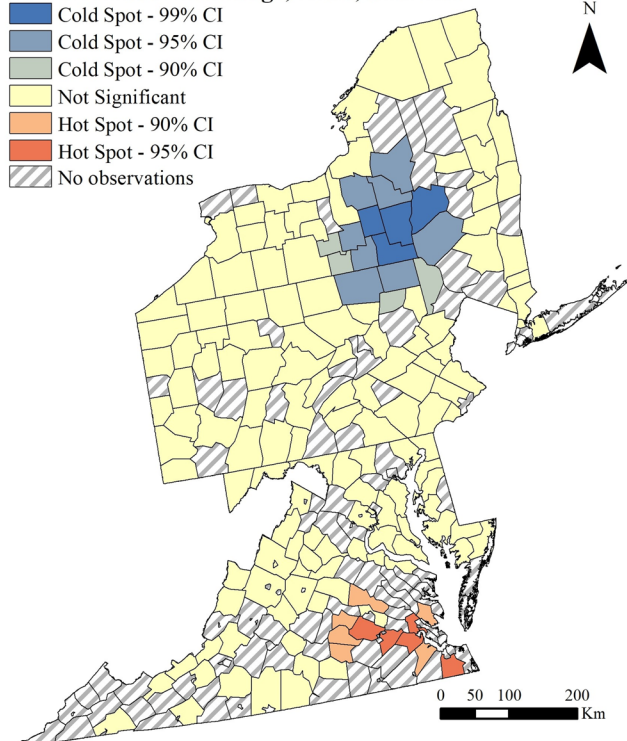 Cold Spot - 99% CI
Cold Spot - 95% CI
Cold Spot - 90% CI
Not Significant
Hot Spot - 90% CI
Hot Spot - 95% CI
No observations
N
0 50 100 200
Km